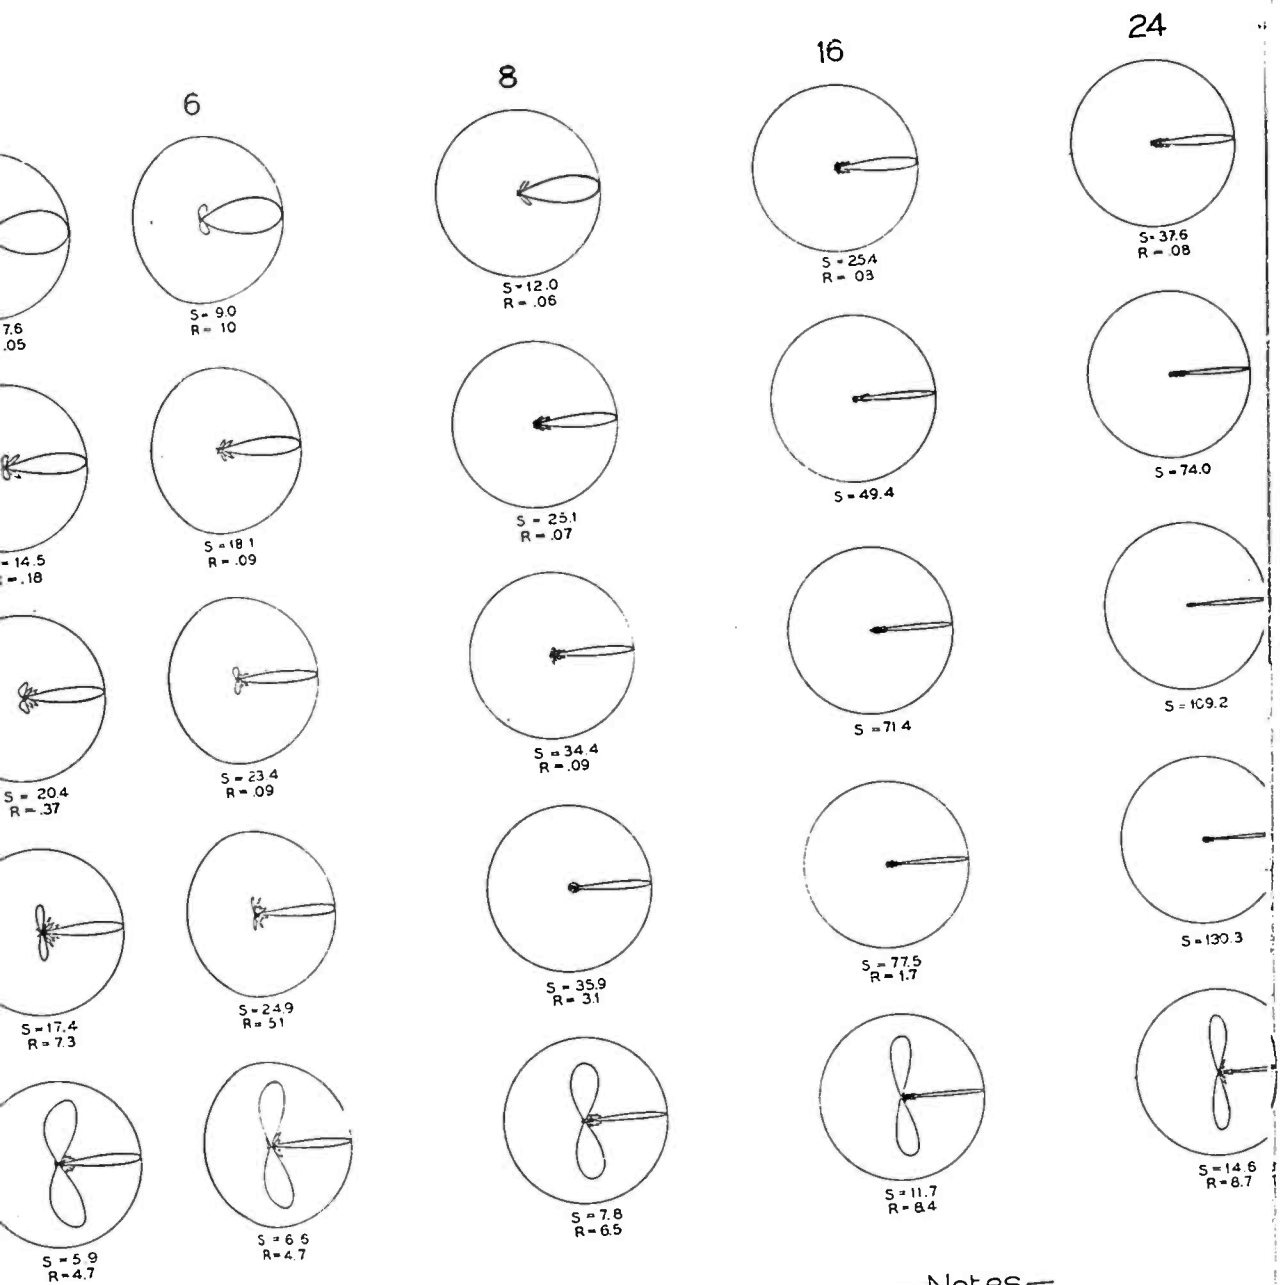 24
16
8
6
S-37.6
R-.08
S-25.4
R-03
S-12.0
R-.06
S-9.0
R-10
7.6
.05
S-74.0
S-49.4
S-25.1
R-.07
S=18 1
R-.09
-14.5
-.18
S=109.2
S=71 4
S=34.4
R-.09
S-23.4
R-.09
S-20.4
R-.37
S-130.3
S-77.5
R-1.7
S-35.9
R-3.1
S-24.9
R=51
S-17.4
R=7.3
S=14.6
R-8.7
S=11.7
R=8.4
S=7.8
R-6.5
S=6 6
R=4.7
S=5.9
R-4.7
Notes—